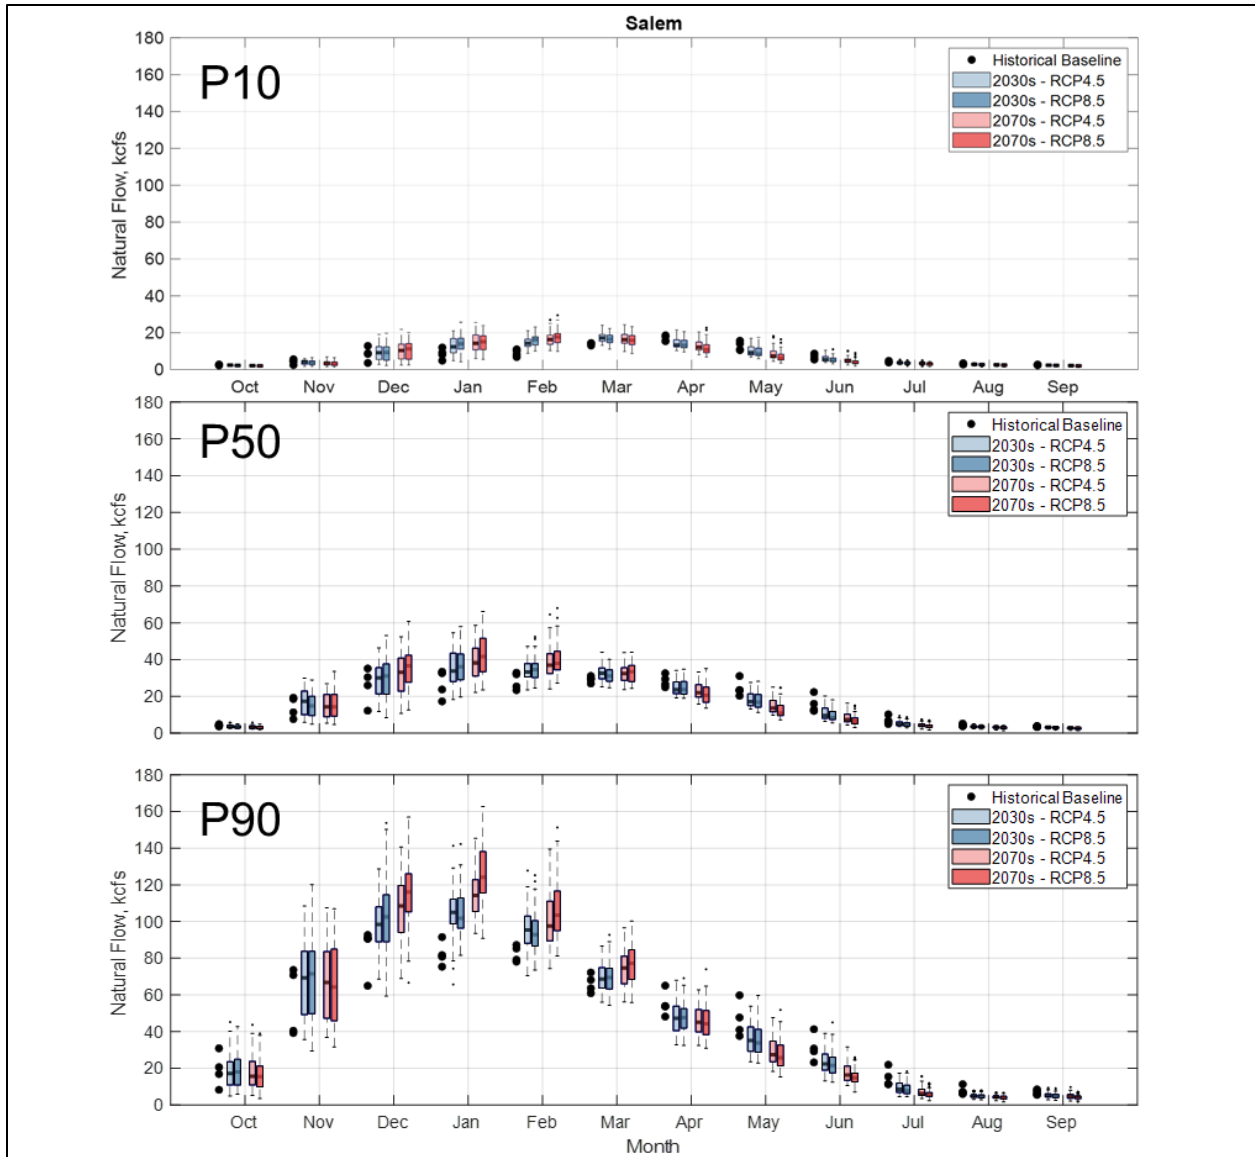 Salem
P10
Natural Flow, kcfs
180
160
140
120
100
80
60
40
20
0
Historical Baseline
2030s - RCP4.5
2030s - RCP8.5
2070s - RCP4.5
2070s - RCP8.5
Oct Nov Dec Jan Feb Mar Apr May Jun Jul Aug Sep
P50
Natural Flow, kcfs
180
160
140
120
100
80
60
40
20
0
Historical Baseline
2030s - RCP4.5
2030s - RCP8.5
2070s - RCP4.5
2070s - RCP8.5
P90
Natural Flow, kcfs
180
160
140
120
100
80
60
40
20
0
Historical Baseline
2030s - RCP4.5
2030s - RCP8.5
2070s - RCP4.5
2070s - RCP8.5
Oct Nov Dec Jan Feb Mar Apr May Jun Jul Aug Sep
Month